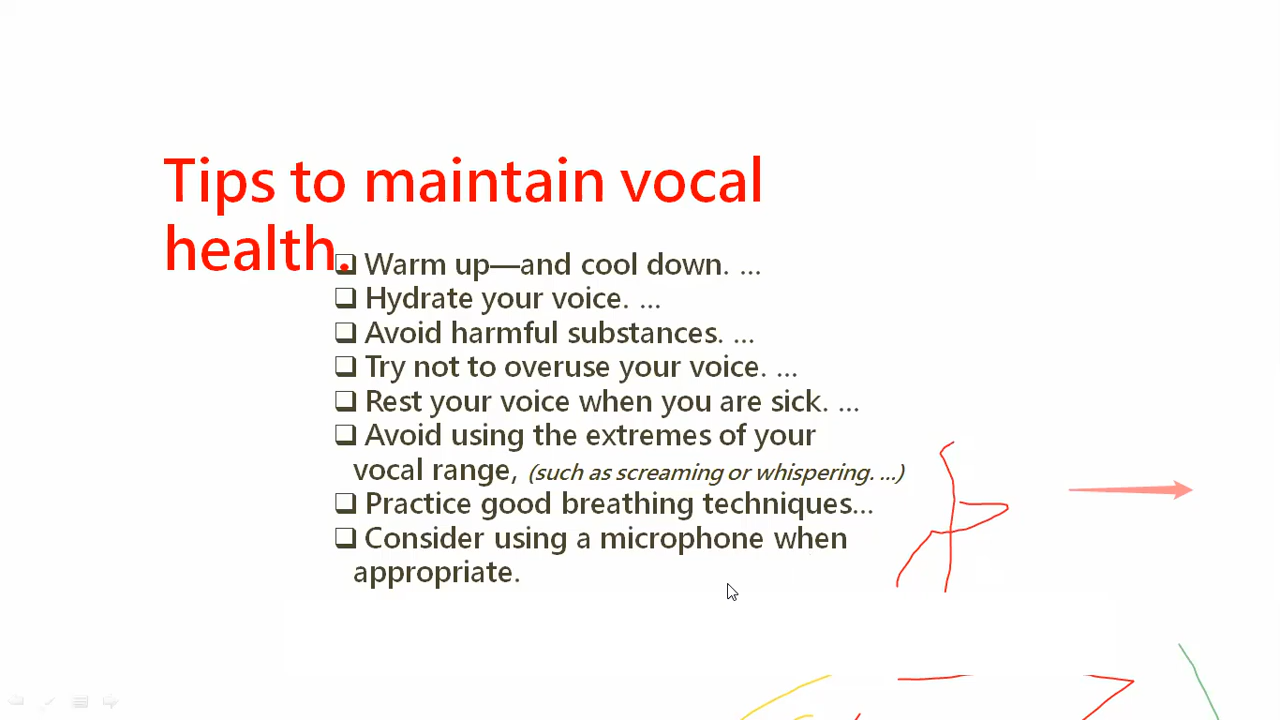 Tips to maintain vocal
health.
❑ Warm up—and cool down. …
❑ Hydrate your voice. …
❑ Avoid harmful substances. …
❑ Try not to overuse your voice. …
❑ Rest your voice when you are sick. …
❑ Avoid using the extremes of your
vocal range, (such as screaming or whispering. …)
❑ Practice good breathing techniques…
❑ Consider using a microphone when
appropriate.